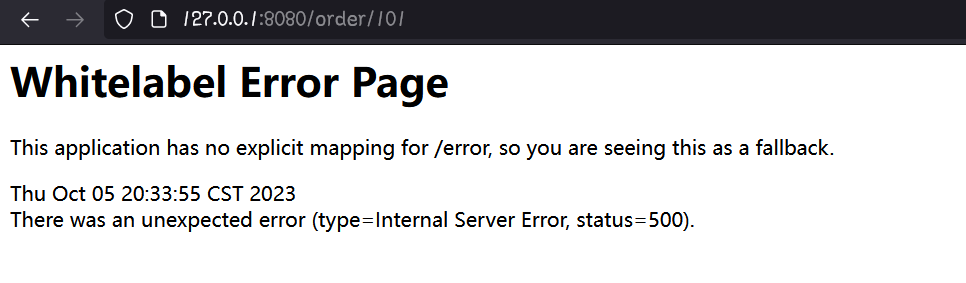 127.0.0.1:8080/order/101
Whitelabel Error Page
This application has no explicit mapping for /error, so you are seeing this as a fallback.
Thu Oct 05 20:33:55 CST 2023
There was an unexpected error (type=Internal Server Error, status=500).